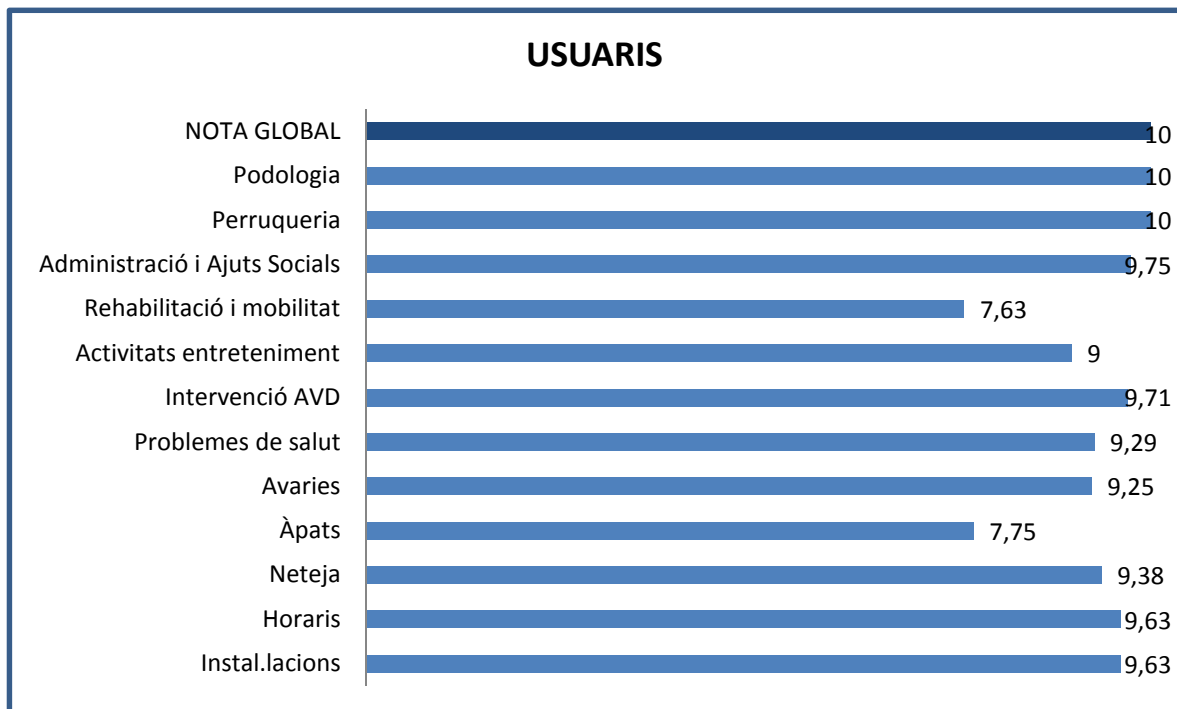 USUARIS
NOTA GLOBAL 10
Podologia 10
Perruqueria 10
Administració i Ajuts Socials 9,75
Rehabilitació i mobilitat 7,63
Activitats entreteniment 9
Intervenció AVD 9,71
Problemes de salut 9,29
Avaries 9,25
Àpats 7,75
Neteja 9,38
Horaris 9,63
Instal.lacions 9,63